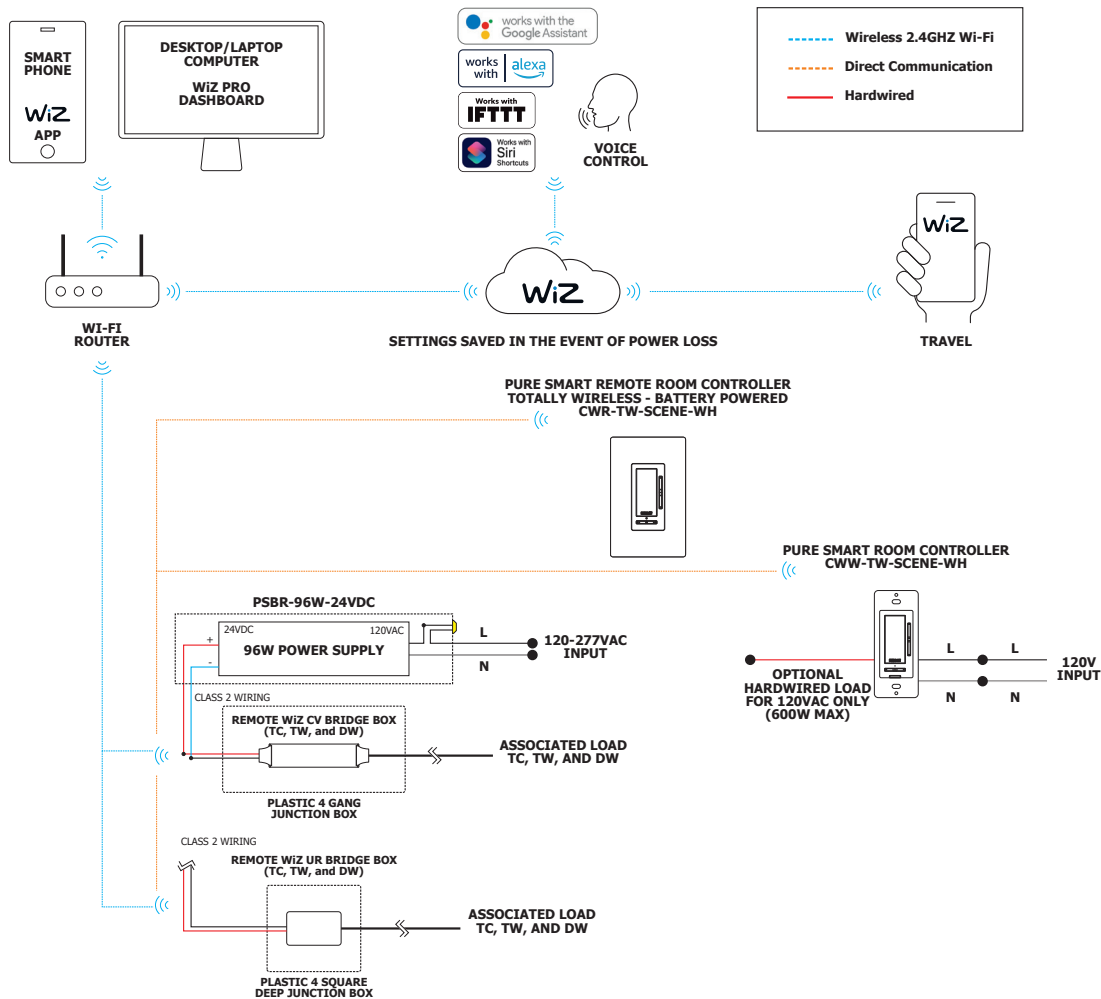 SMART
PHONE
WiZ
APP
DESKTOP/LAPTOP
COMPUTER
WiZ PRO
DASHBOARD
works with the
Google Assistant
works
with
alexa
Works with
IFTTT
Works with
Siri
Shortcuts
VOICE
CONTROL
Wireless 2.4GHZ Wi-Fi
Direct Communication
Hardwired
WI-FI
ROUTER
WiZ
SETTINGS SAVED IN THE EVENT OF POWER LOSS
WiZ
TRAVEL
PURE SMART REMOTE ROOM CONTROLLER
TOTALLY WIRELESS - BATTERY POWERED
CWR-TW-SCENE-WH
PURE SMART ROOM CONTROLLER
CWW-TW-SCENE-WH
L
L
N
N
120V
INPUT
OPTIONAL
HARDWIRED LOAD
FOR 120VAC ONLY
(600W MAX)
PSBR-96W-24VDC
24VDC
120VAC
96W POWER SUPPLY
+
-
L
N
120-277VAC
INPUT
CLASS 2 WIRING
REMOTE WiZ CV BRIDGE BOX
(TC, TW, and DW)
ASSOCIATED LOAD
TC, TW, AND DW
PLASTIC 4 GANG
JUNCTION BOX
CLASS 2 WIRING
REMOTE WiZ UR BRIDGE BOX
(TC, TW, and DW)
ASSOCIATED LOAD
TC, TW, AND DW
PLASTIC 4 SQUARE
DEEP JUNCTION BOX